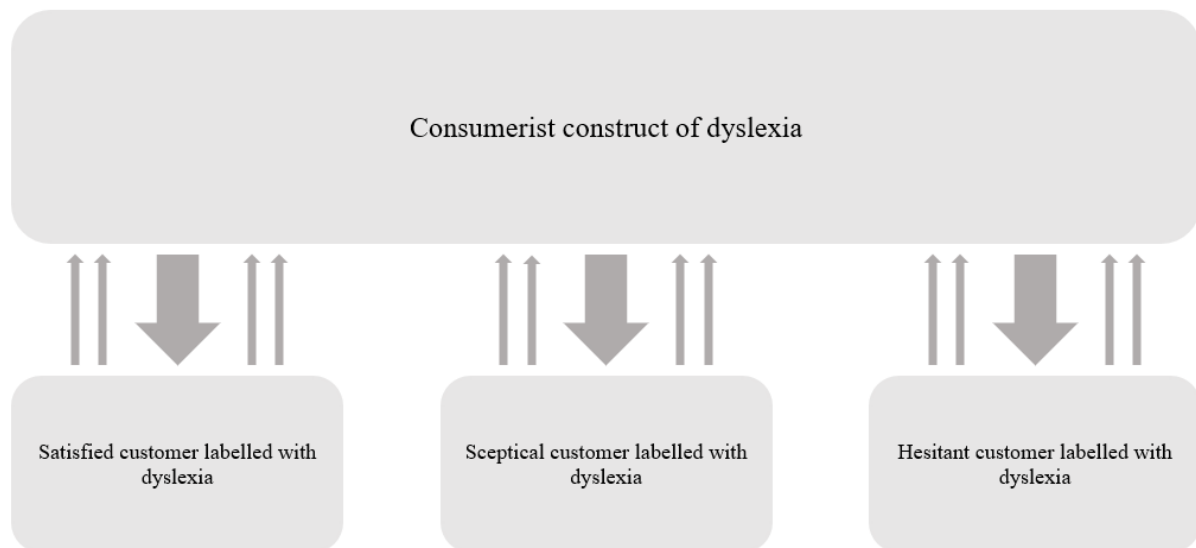 Consumerist construct of dyslexia
Satisfied customer labelled with
dyslexia
Sceptical customer labelled with
dyslexia
Hesitant customer labelled with
dyslexia